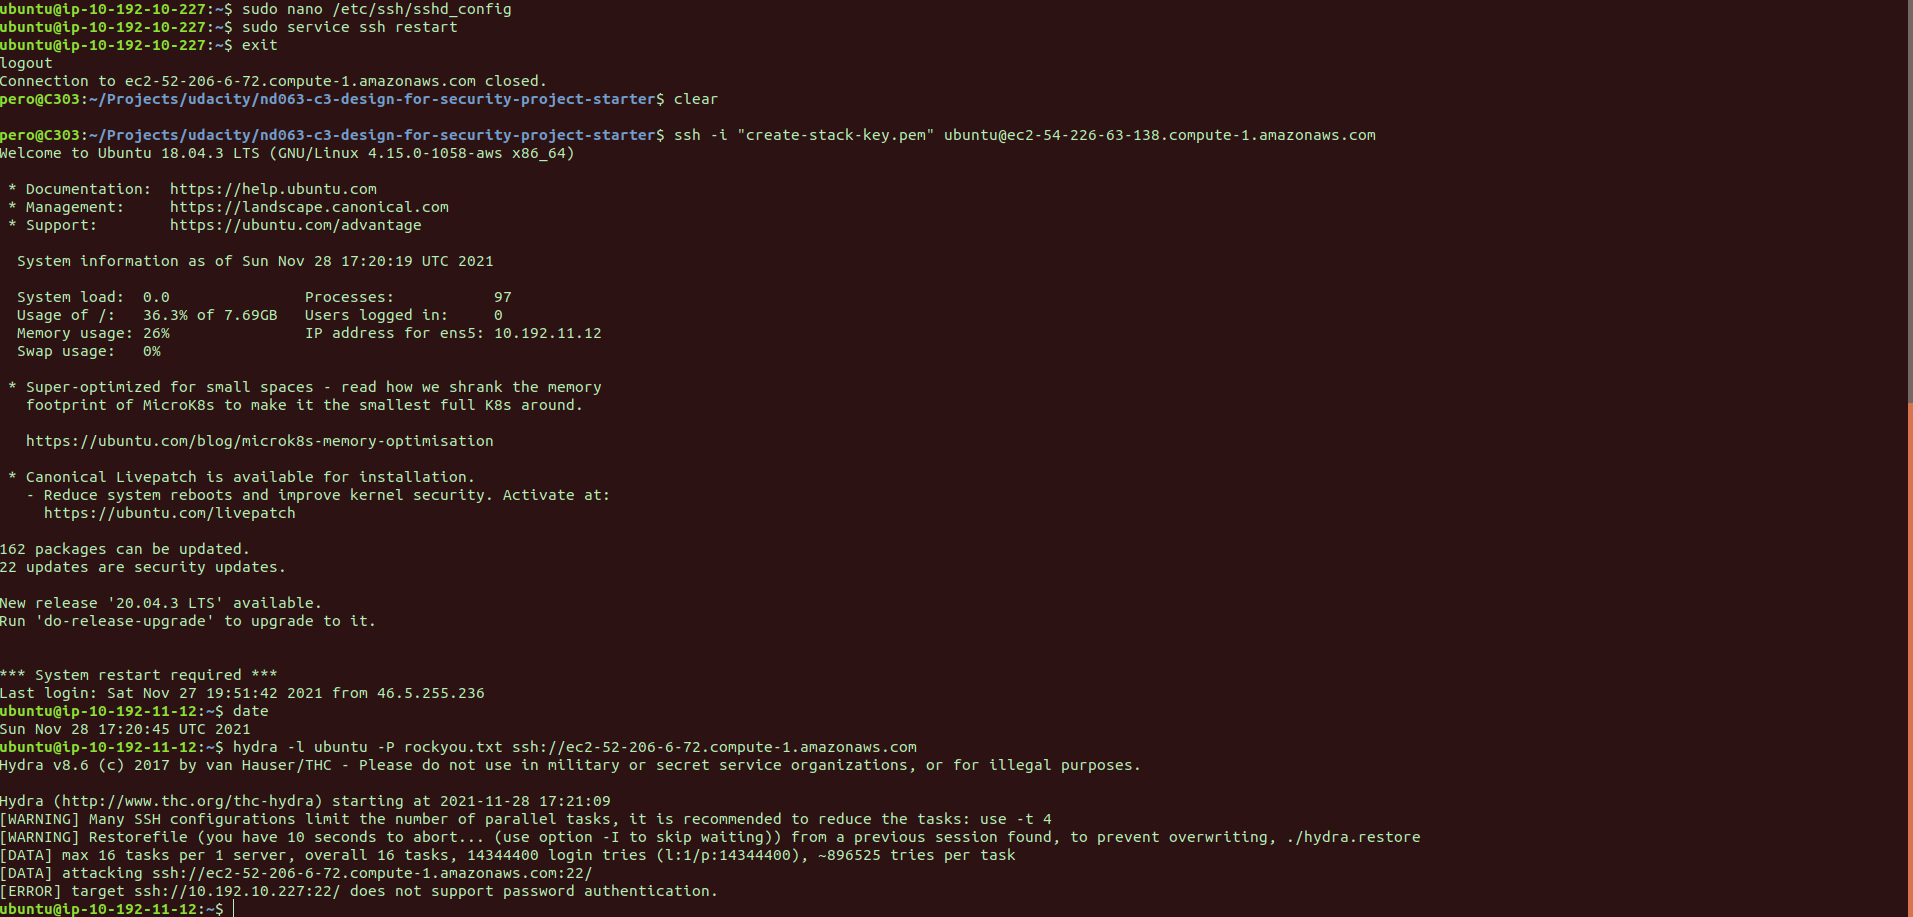 ubuntu@ip-10-192-10-227:~$ sudo nano /etc/ssh/sshd_config
ubuntu@ip-10-192-10-227:~$ sudo service ssh restart
ubuntu@ip-10-192-10-227:~$ exit
logout
Connection to ec2-52-206-6-72.compute-1.amazonaws.com closed.
pero@C303:~/Projects/udacity/nd063-c3-design-for-security-project-starter$ clear
pero@C303:~/Projects/udacity/nd063-c3-design-for-security-project-starter$ ssh -i "create-stack-key.pem" ubuntu@ec2-54-226-63-138.compute-1.amazonaws.com
Welcome to Ubuntu 18.04.3 LTS (GNU/Linux 4.15.0-1058-aws x86_64)
* Documentation:  https://help.ubuntu.com
* Management:     https://landscape.canonical.com
* Support:        https://ubuntu.com/advantage
System information as of Sun Nov 28 17:20:19 UTC 2021
System load:  0.0               Processes:           97
Usage of /:   36.3% of 7.69GB   Users logged in:     0
Memory usage: 26%               IP address for ens5: 10.192.11.12
Swap usage:   0%
* Super-optimized for small spaces - read how we shrank the memory
footprint of MicroK8s to make it the smallest full K8s around.
https://ubuntu.com/blog/microk8s-memory-optimisation
* Canonical Livepatch is available for installation.
- Reduce system reboots and improve kernel security. Activate at:
https://ubuntu.com/livepatch
162 packages can be updated.
22 updates are security updates.
New release '20.04.3 LTS' available.
Run 'do-release-upgrade' to upgrade to it.
*** System restart required ***
Last login: Sat Nov 27 19:51:42 2021 from 46.5.255.236
ubuntu@ip-10-192-11-12:~$ date
Sun Nov 28 17:20:45 UTC 2021
ubuntu@ip-10-192-11-12:~$ hydra -l ubuntu -P rockyou.txt ssh://ec2-52-206-6-72.compute-1.amazonaws.com
Hydra v8.6 (c) 2017 by van Hauser/THC - Please do not use in military or secret service organizations, or for illegal purposes.
Hydra (http://www.thc.org/thc-hydra) starting at 2021-11-28 17:21:09
[WARNING] Many SSH configurations limit the number of parallel tasks, it is recommended to reduce the tasks: use -t 4
[WARNING] Restorefile (you have 10 seconds to abort... (use option -I to skip waiting)) from a previous session found, to prevent overwriting, ./hydra.restore
[DATA] max 16 tasks per 1 server, overall 16 tasks, 14344400 login tries (l:1/p:14344400), ~896525 tries per task
[DATA] attacking ssh://ec2-52-206-6-72.compute-1.amazonaws.com:22/
[ERROR] target ssh://10.192.10.227:22/ does not support password authentication.
ubuntu@ip-10-192-11-12:~$